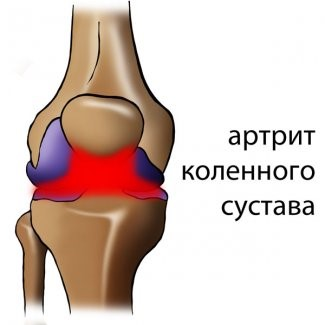 артрит
коленного
сустава